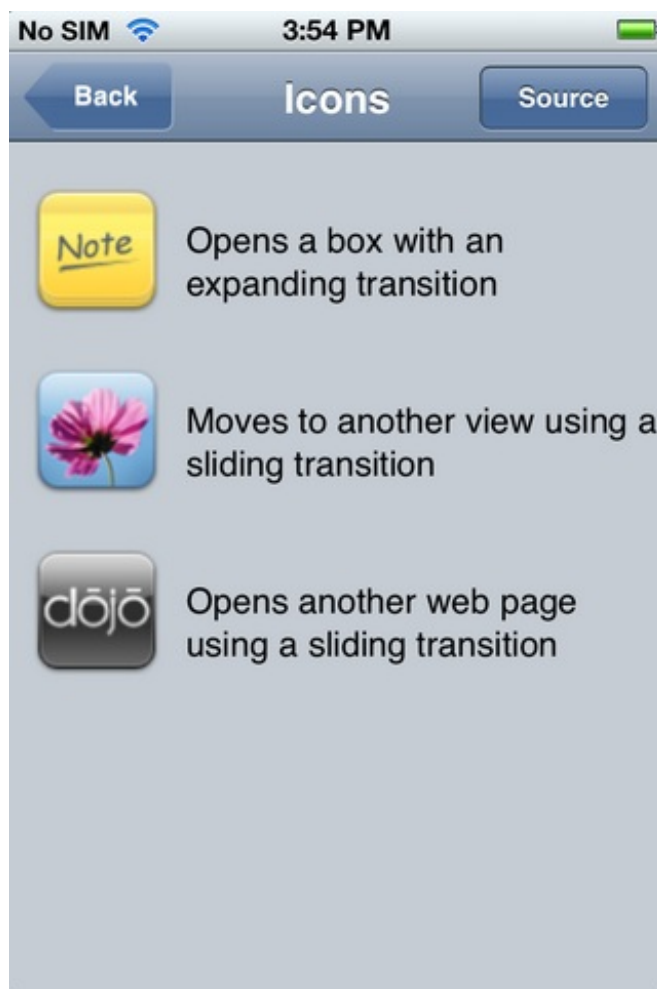 No SIM 3:54 PM
Back Icons Source
Note
Opens a box with an
expanding transition
Moves to another view using a
sliding transition
dōjō
Opens another web page
using a sliding transition